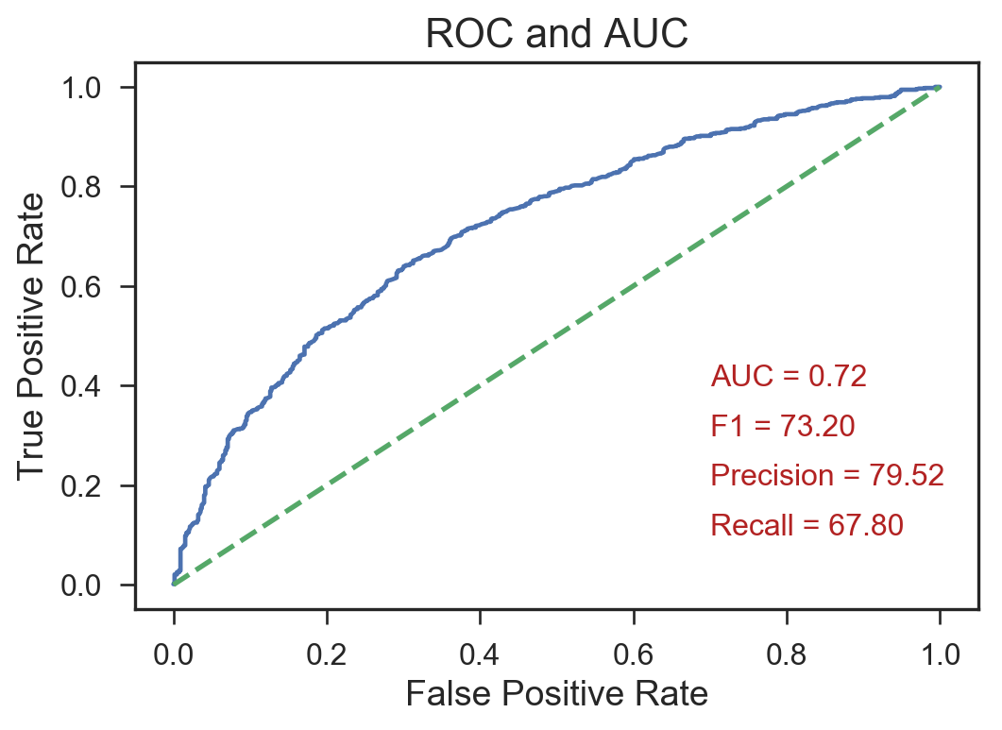 ROC and AUC
True Positive Rate
1.0
0.8
0.6
0.4
0.2
0.0
AUC = 0.72
F1 = 73.20
Precision = 79.52
Recall = 67.80
0.0 0.2 0.4 0.6 0.8 1.0
False Positive Rate